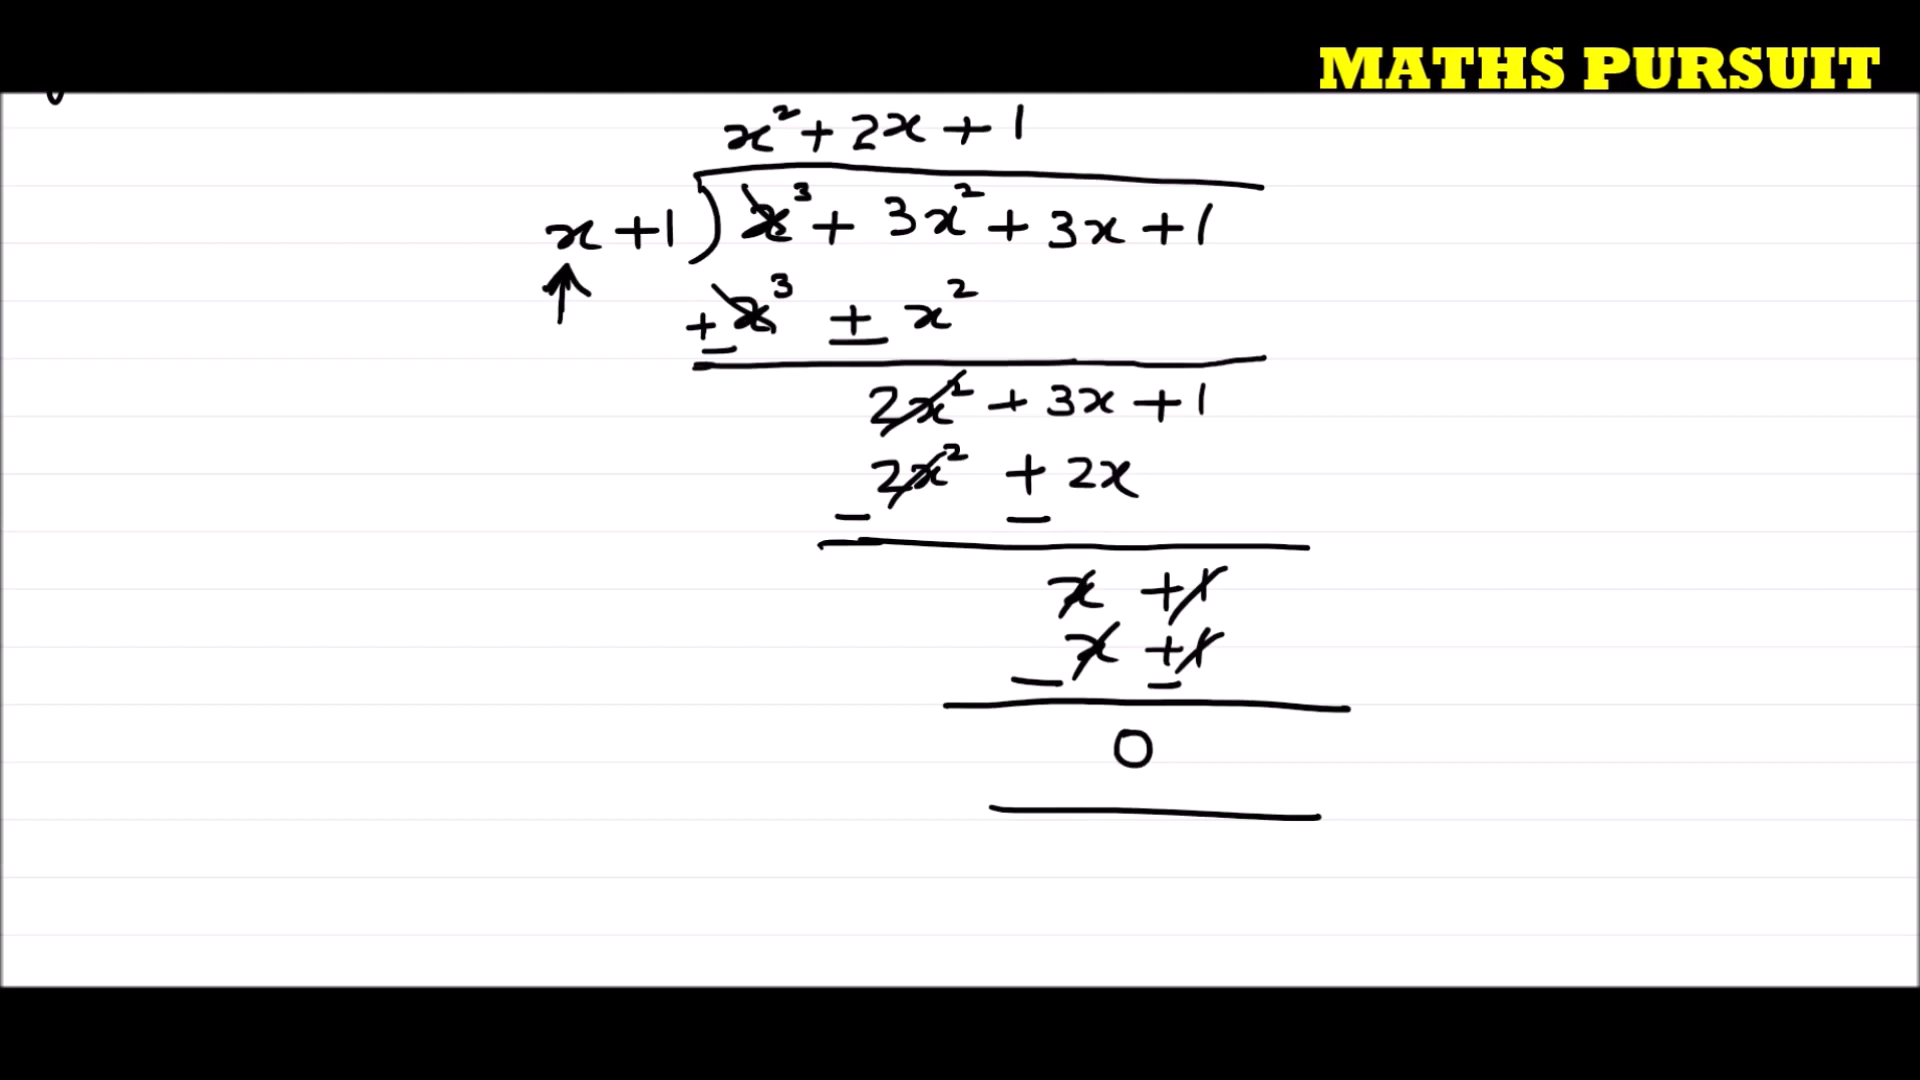 MATHS PURSUIT
x² + 2x + 1
x + 1 ) x³ + 3x² + 3x + 1
+ x³ + x²
2x² + 3x + 1
2x² + 2x
x + 1
x + 1
0